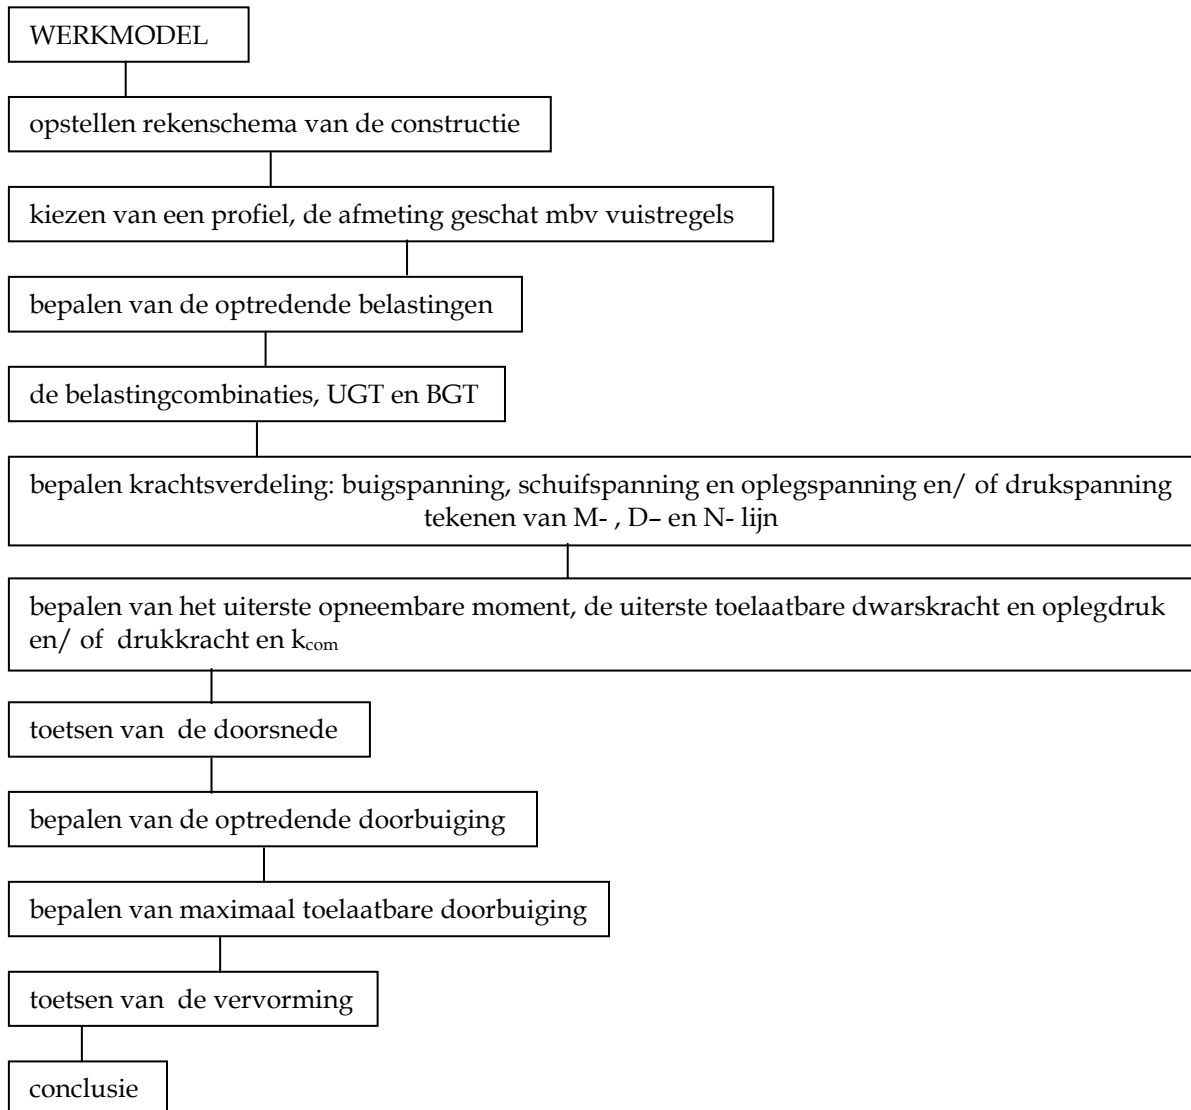 WERKMODEL
opstellen rekenschema van de constructie
kiezen van een profiel, de afmeting geschat mbv vuistregels
bepalen van de optredende belastingen
de belastingcombinaties, UGT en BGT
bepalen krachtsverdeling: buigspanning, schuifspanning en oplegspanning en/ of drukspanning
tekenen van M- , D– en N- lijn
bepalen van het uiterste opneembare moment, de uiterste toelaatbare dwarskracht en oplegdruk
en/ of drukkracht en kcom
toetsen van de doorsnede
bepalen van de optredende doorbuiging
bepalen van maximaal toelaatbare doorbuiging
toetsen van de vervorming
conclusie